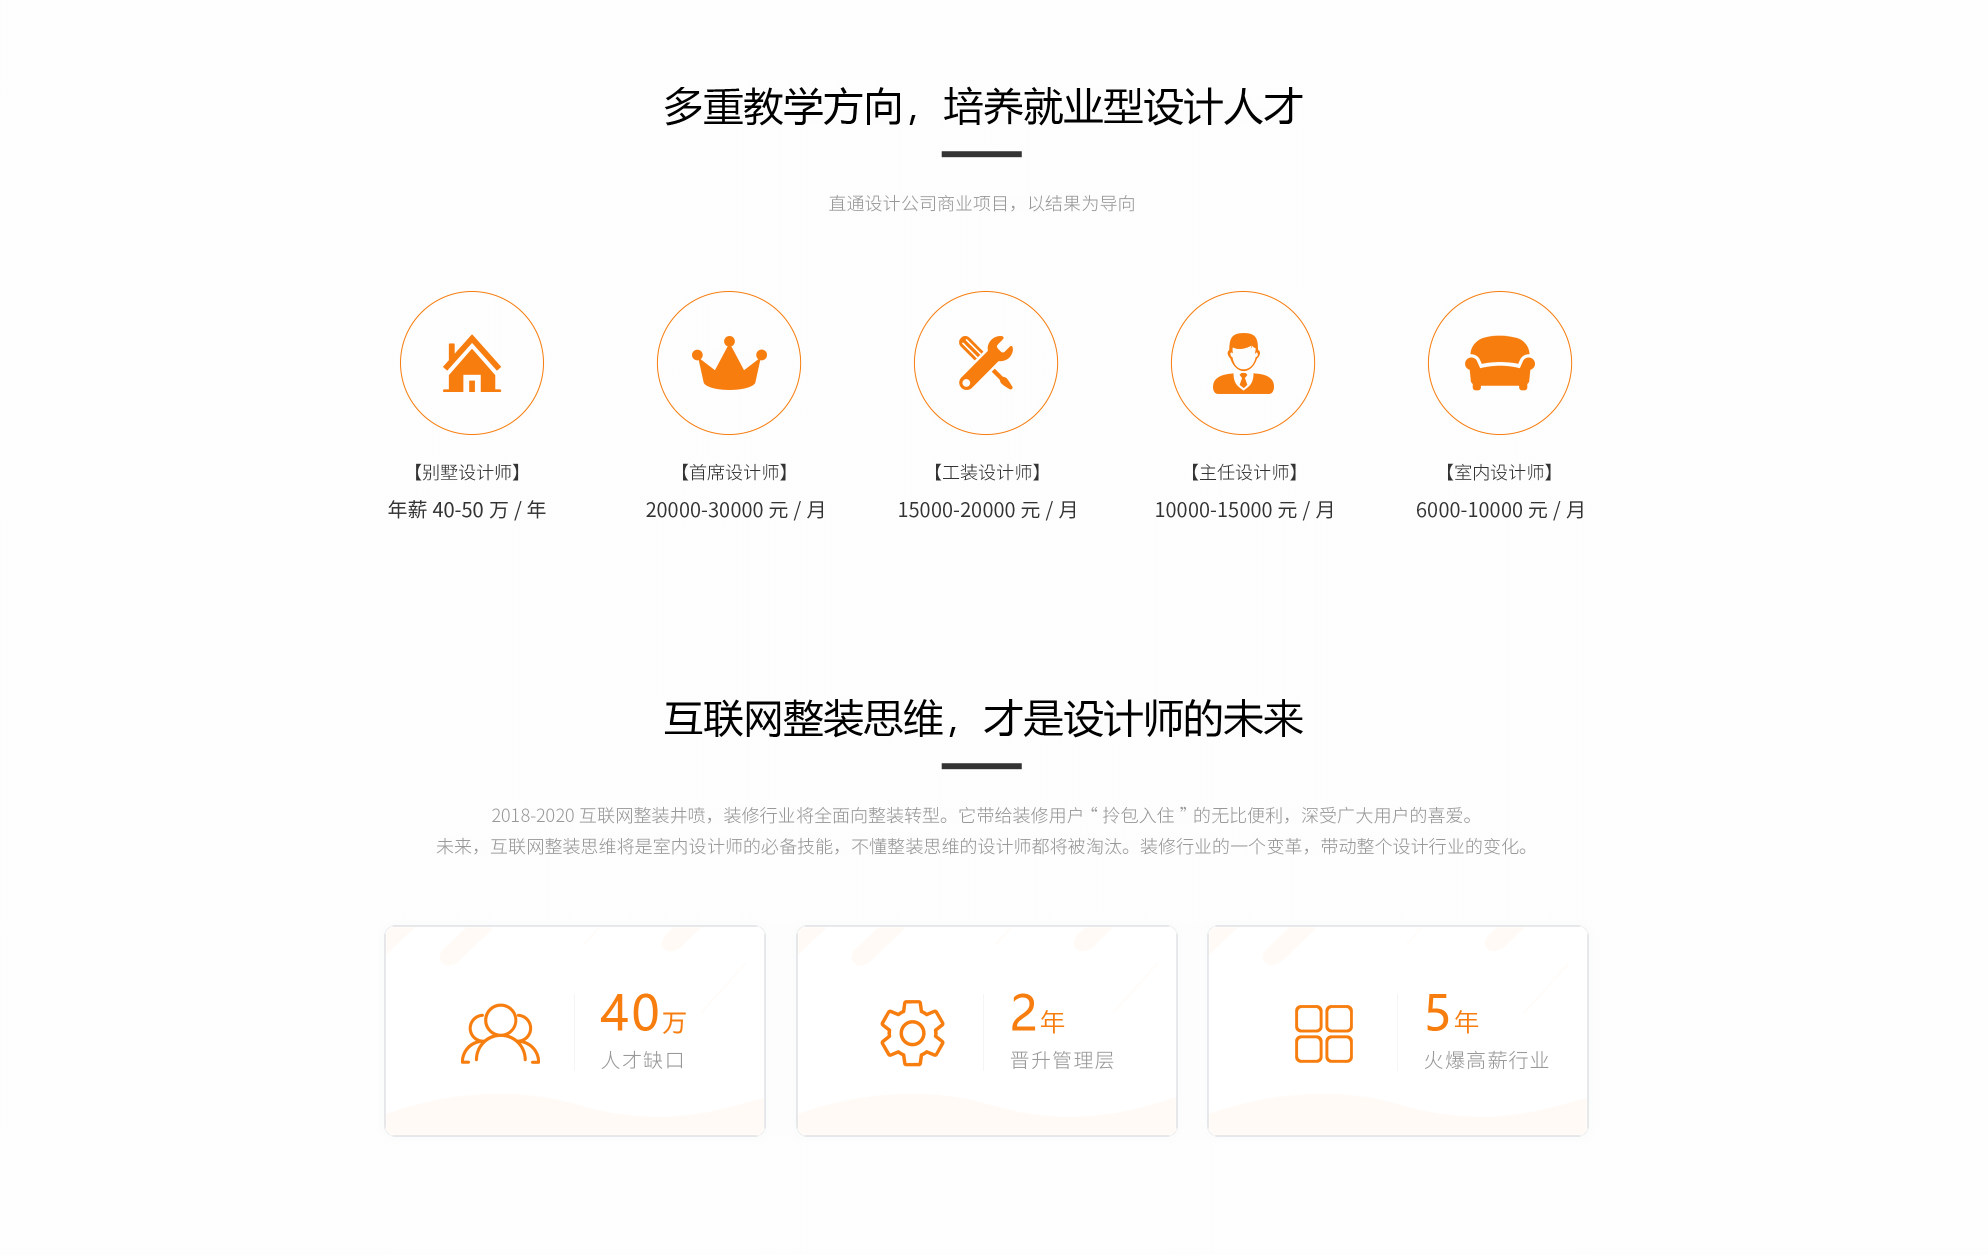 多重教学方向，培养就业型设计人才
直通设计公司商业项目，以结果为导向
【别墅设计师】
年薪 40-50 万 / 年
【首席设计师】
20000-30000 元 / 月
【工装设计师】
15000-20000 元 / 月
【主任设计师】
10000-15000 元 / 月
【室内设计师】
6000-10000 元 / 月
互联网整装思维，才是设计师的未来
2018-2020 互联网整装井喷，装修行业将全面向整装转型。它带给装修用户 “ 拎包入住 ” 的无比便利，深受广大用户的喜爱。
未来，互联网整装思维将是室内设计师的必备技能，不懂整装思维的设计师都将被淘汰。装修行业的一个变革，带动整个设计行业的变化。
40万
人才缺口
2年
晋升管理层
5年
火爆高薪行业